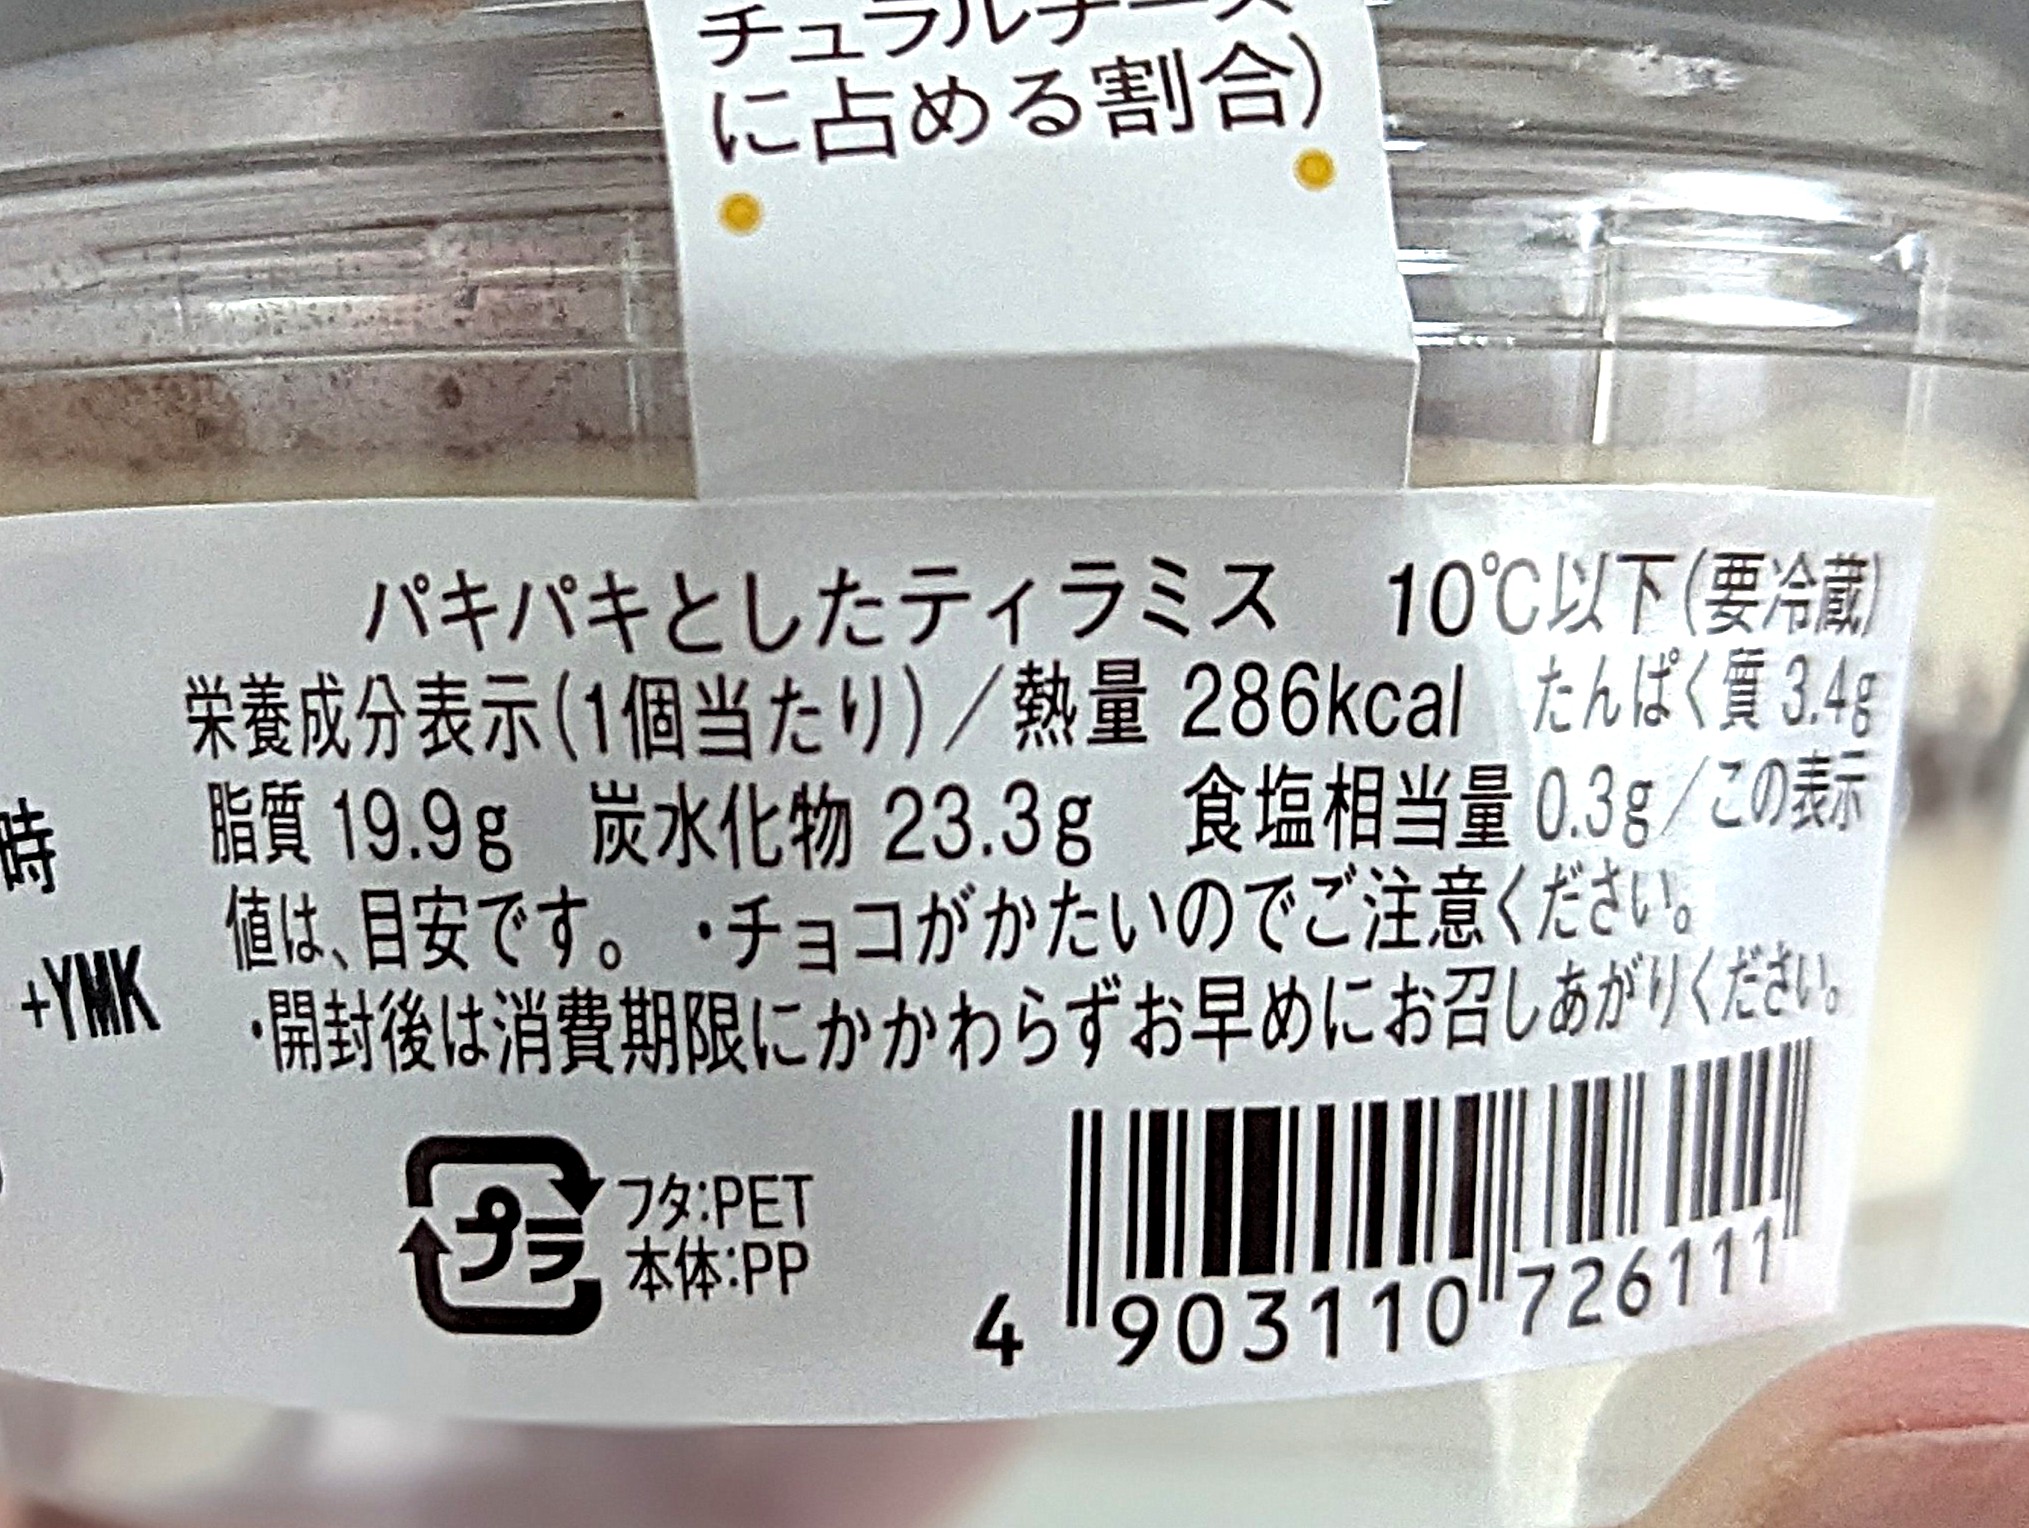 チュラルチーズ
に占める割合)
パキパキとしたティラミス 10℃以下(要冷蔵)
栄養成分表示(1個当たり)/熱量 286kcal たんぱく質 3.4g
脂質 19.9g 炭水化物 23.3g 食塩相当量 0.3g/この表示
値は、目安です。 ・チョコがかたいのでご注意ください。
・開封後は消費期限にかかわらずお早めにお召しあがりください。
時
+YMK
プラ
フタ:PET
本体:PP
4 903110 726111